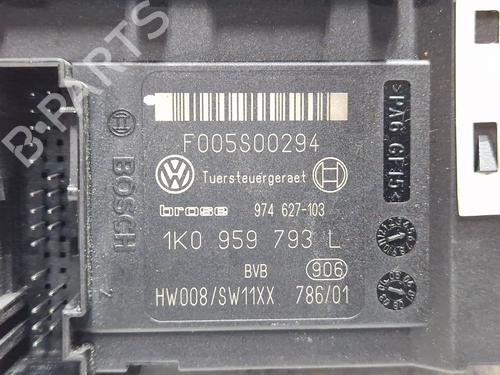 F005S00294
Tuersteuergeraet
brose 974 627-103
1K0 959 793 L
BVB 906
HW008/SW11XX 786/01
BOSCH
>PA6 GF15<
B-PARTS